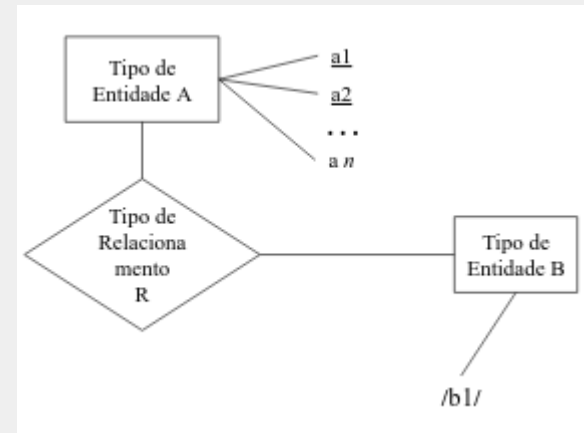 Tipo de
Entidade A
a1
a2
...
a n
Tipo de
Relaciona
mento
R
Tipo de
Entidade B
/b1/